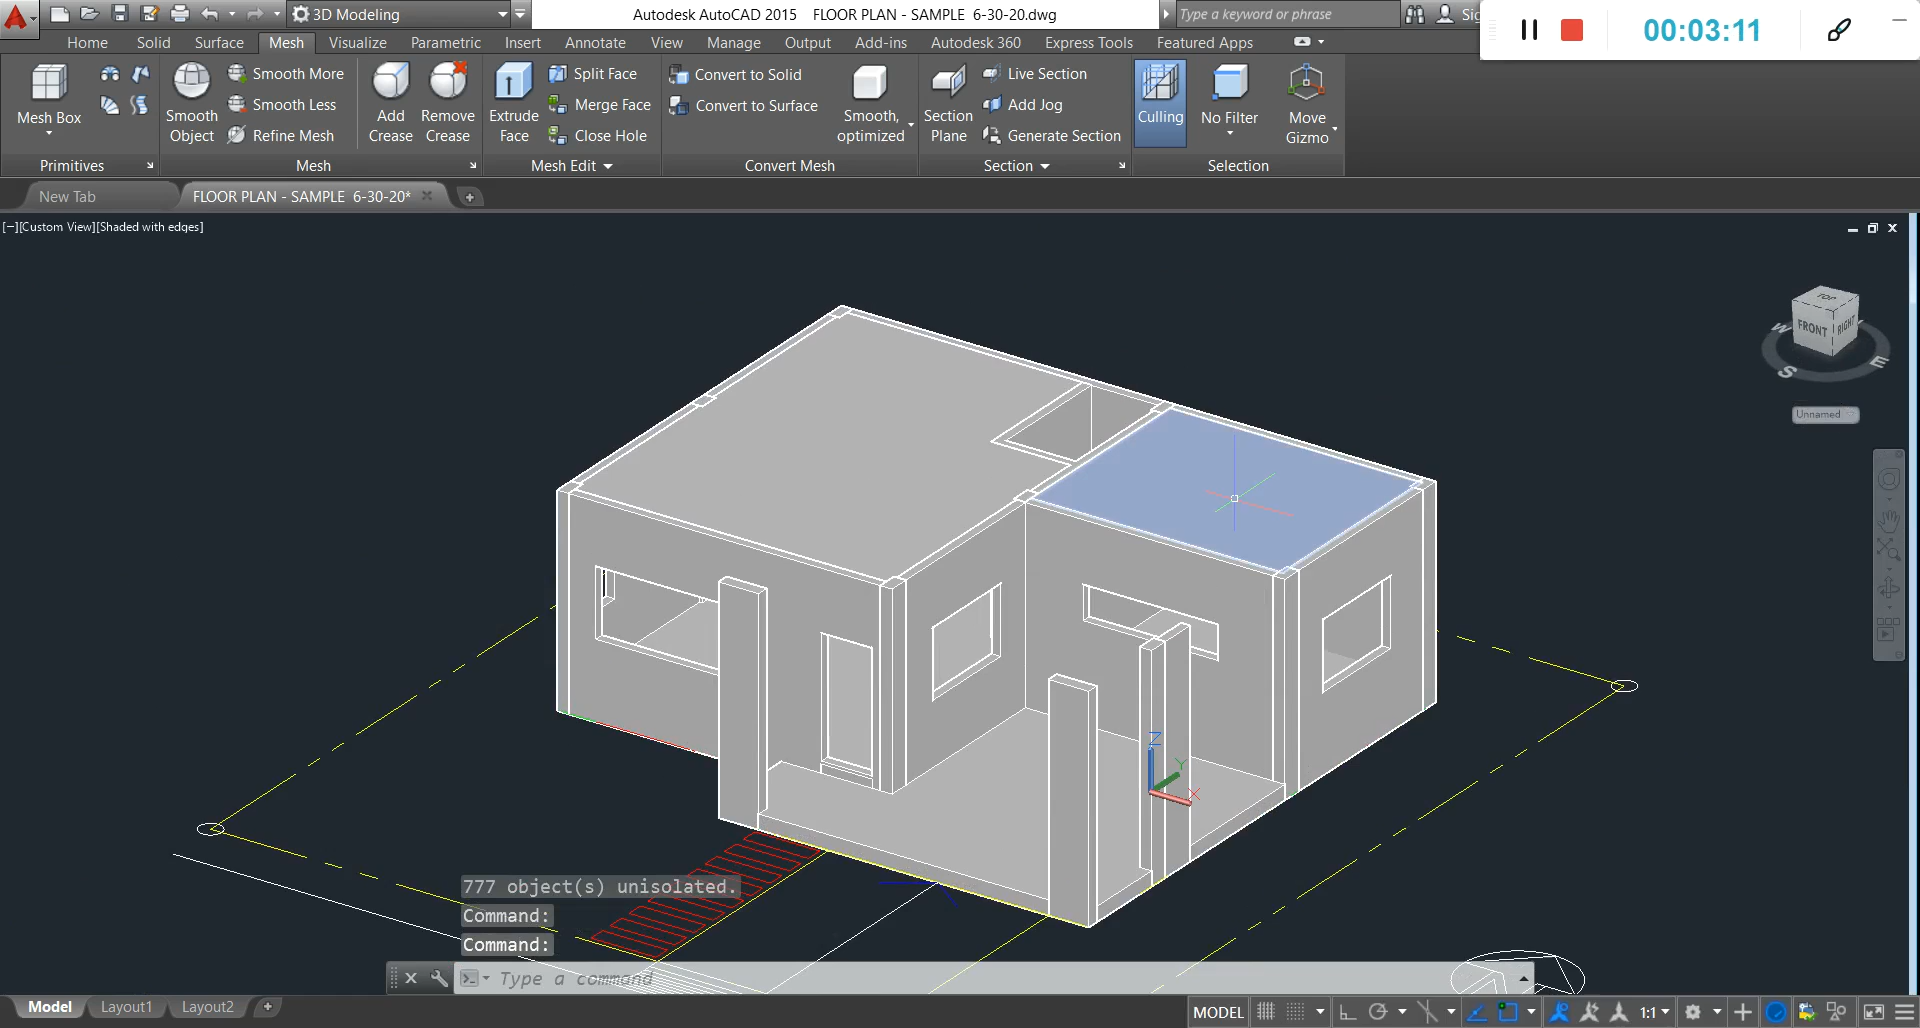 3D Modeling
Autodesk AutoCAD 2015 FLOOR PLAN - SAMPLE 6-30-20.dwg
Type a keyword or phrase
Sig
00:03:11
Home Solid Surface Mesh Visualize Parametric Insert Annotate View Manage Output Add-ins Autodesk 360 Express Tools Featured Apps
Mesh Box
Smooth Object
Smooth More
Smooth Less
Refine Mesh
Add Crease
Remove Crease
Extrude Face
Split Face
Merge Face
Close Hole
Convert to Solid
Convert to Surface
Smooth, optimized
Section Plane
Live Section
Add Jog
Generate Section
Culling
No Filter
Move Gizmo
Primitives Mesh Mesh Edit Convert Mesh Section Selection
New Tab FLOOR PLAN - SAMPLE 6-30-20*
[−][Custom View][Shaded with edges]
TOP
FRONT RIGHT
W
S E
Unnamed
Z
Y
X
777 object(s) unisolated.
Command:
Command:
Type a command
Model Layout1 Layout2
MODEL 1:1